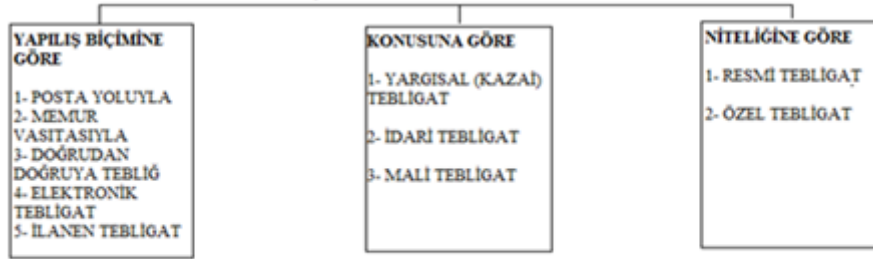 YAPILIŞ BİÇİMİNE
GÖRE
1- POSTA YOLUYLA
2- MEMUR
VASITASIYLA
3- DOĞRUDAN
DOĞRUYA TEBLİĞ
4- ELEKTRONİK
TEBLİGAT
5- İLANEN TEBLİGAT
KONUSUNA GÖRE
1- YARGISAL (KAZAİ)
TEBLİGAT
2- İDARİ TEBLİGAT
3- MALİ TEBLİGAT
NİTELİĞİNE GÖRE
1- RESMİ TEBLİGAT
2- ÖZEL TEBLİGAT